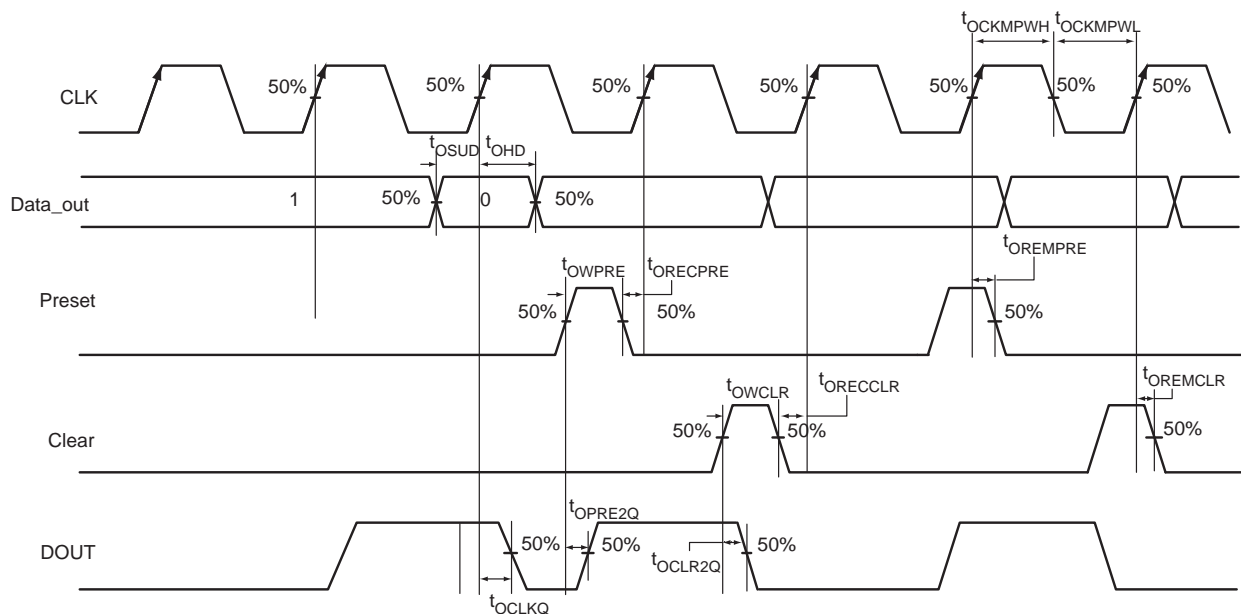 tOCKMPWH tOCKMPWL
CLK 50% 50% 50% 50% 50% 50% 50%
tOSUD tOHD
Data_out 1 50% 0 50%
tOREMPRE
tOWPRE tORECPRE
Preset 50% 50% 50%
tOWCLR tORECCLR tOREMCLR
Clear 50% 50% 50%
tOPRE2Q
DOUT 50% 50% 50%
tOCLR2Q
tOCLKQ